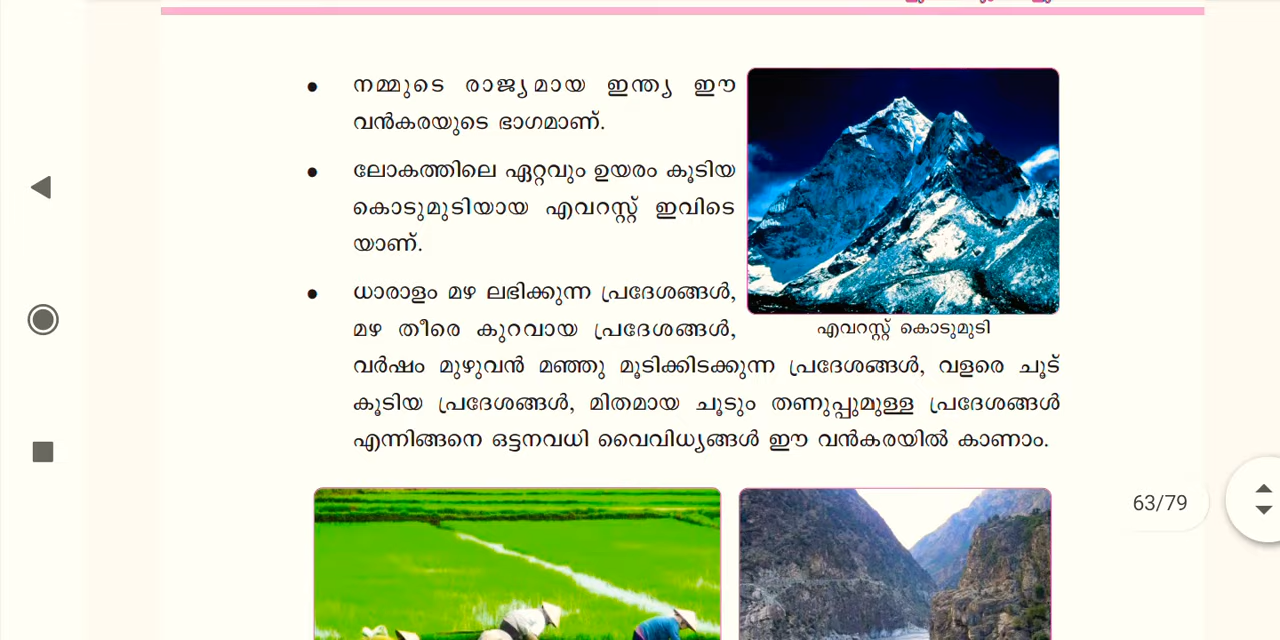 ● നമ്മുടെ രാജ്യമായ ഇന്ത്യ ഈ
വൻകരയുടെ ഭാഗമാണ്.
● ലോകത്തിലെ ഏറ്റവും ഉയരം കൂടിയ
കൊടുമുടിയായ എവറസ്റ്റ് ഇവിടെ
യാണ്.
● ധാരാളം മഴ ലഭിക്കുന്ന പ്രദേശങ്ങൾ,
മഴ തീരെ കുറവായ പ്രദേശങ്ങൾ,
എവറസ്റ്റ് കൊടുമുടി
വർഷം മുഴുവൻ മഞ്ഞു മൂടിക്കിടക്കുന്ന പ്രദേശങ്ങൾ, വളരെ ചൂട്
കൂടിയ പ്രദേശങ്ങൾ, മിതമായ ചൂടും തണുപ്പുമുള്ള പ്രദേശങ്ങൾ
എന്നിങ്ങനെ ഒട്ടനവധി വൈവിധ്യങ്ങൾ ഈ വൻകരയിൽ കാണാം.
63/79